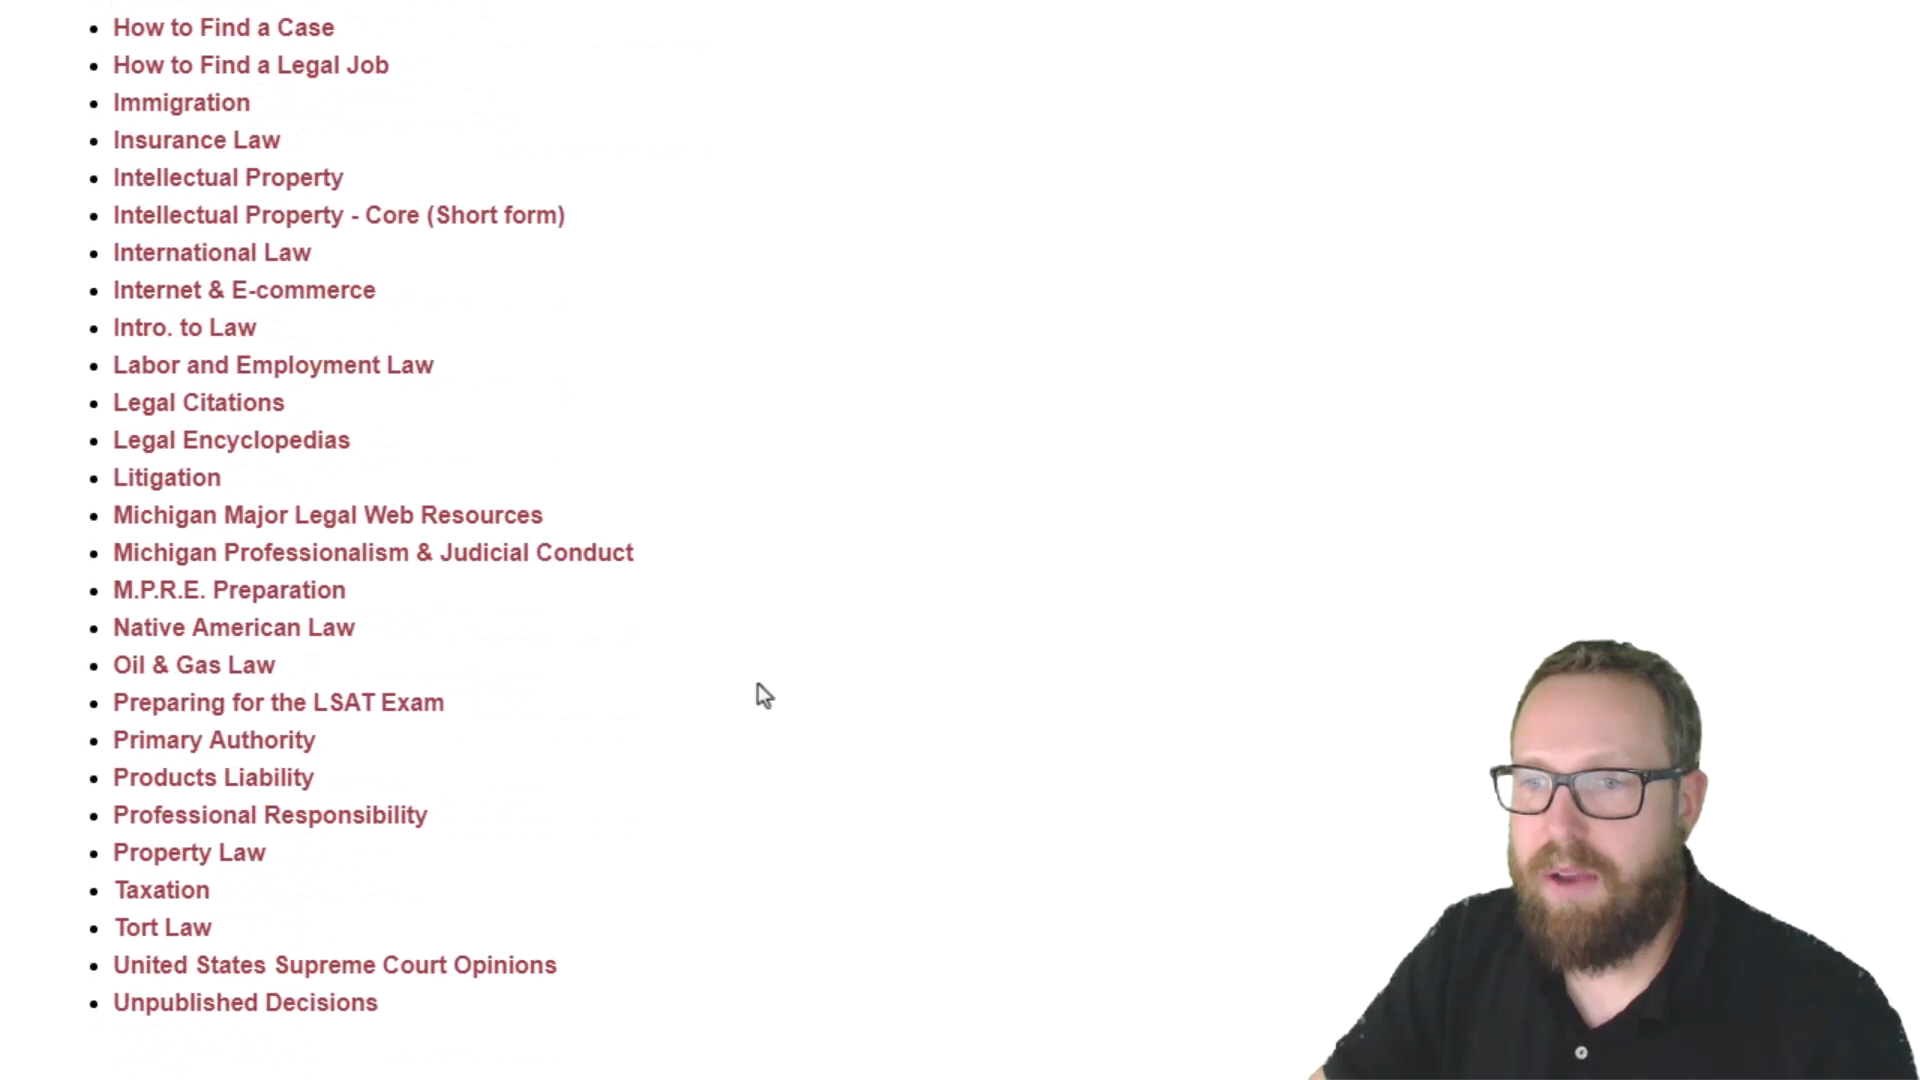 How to Find a Case
How to Find a Legal Job
Immigration
Insurance Law
Intellectual Property
Intellectual Property - Core (Short form)
International Law
Internet & E-commerce
Intro. to Law
Labor and Employment Law
Legal Citations
Legal Encyclopedias
Litigation
Michigan Major Legal Web Resources
Michigan Professionalism & Judicial Conduct
M.P.R.E. Preparation
Native American Law
Oil & Gas Law
Preparing for the LSAT Exam
Primary Authority
Products Liability
Professional Responsibility
Property Law
Taxation
Tort Law
United States Supreme Court Opinions
Unpublished Decisions